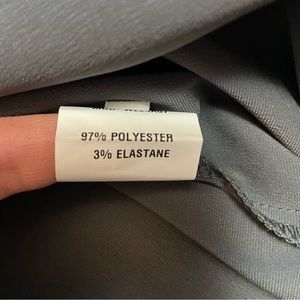 97% POLYESTER
3% ELASTANE